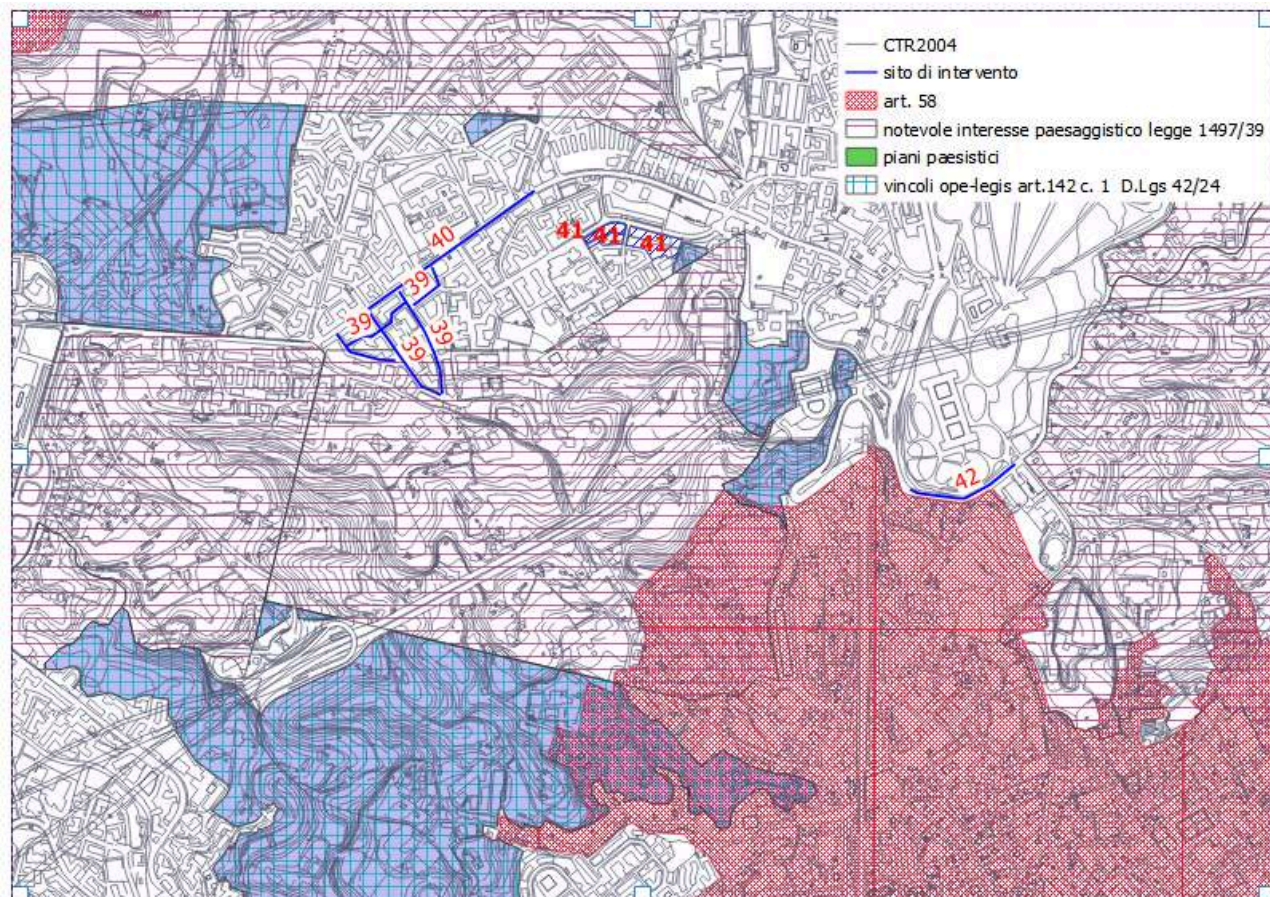 CTR2004
sito di intervento
art. 58
notevole interesse paesaggistico legge 1497/39
piani paesistici
vincoli ope-legis art.142 c. 1 D.Lgs 42/24
40
41
41
41
39
39
39
39
42